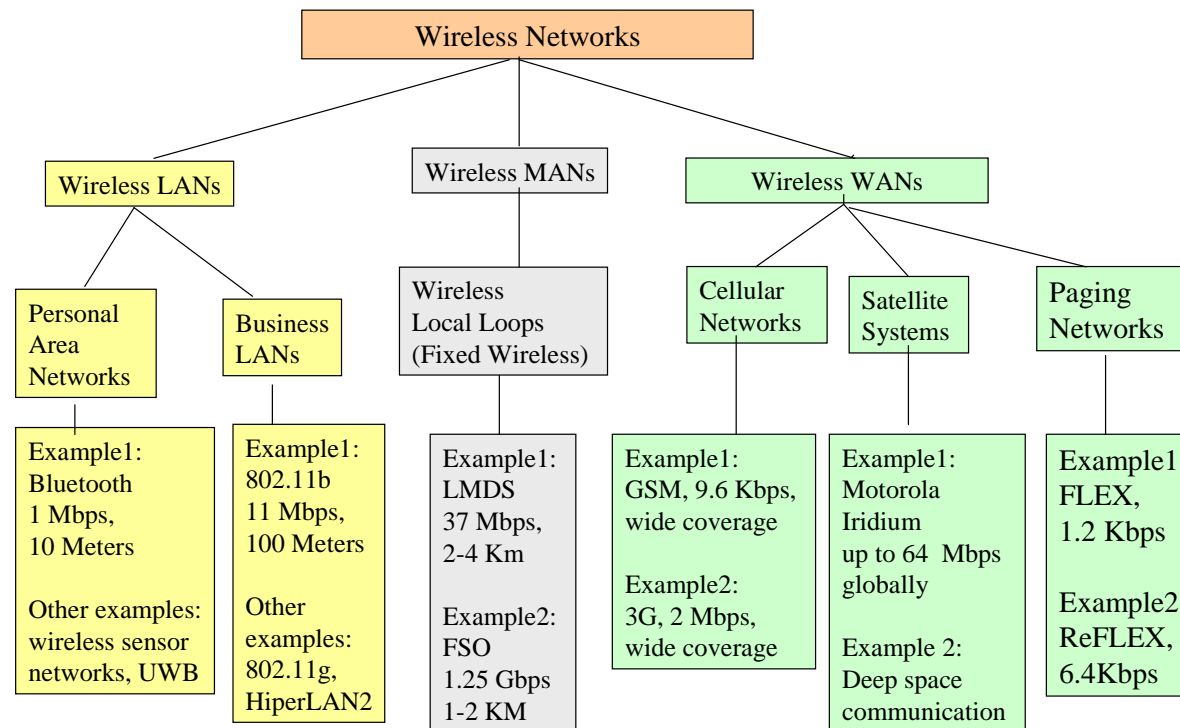 Wireless Networks
Wireless LANs
Wireless MANs
Wireless WANs
Personal
Area
Networks
Business
LANs
Wireless
Local Loops
(Fixed Wireless)
Cellular
Networks
Satellite
Systems
Paging
Networks
Example1:
Bluetooth
1 Mbps,
10 Meters
Other examples:
wireless sensor
networks, UWB
Example1:
802.11b
11 Mbps,
100 Meters
Other
examples:
802.11g,
HiperLAN2
Example1:
LMDS
37 Mbps,
2-4 Km
Example2:
FSO
1.25 Gbps
1-2 KM
Example1:
GSM, 9.6 Kbps,
wide coverage
Example2:
3G, 2 Mbps,
wide coverage
Example1:
Motorola
Iridium
up to 64 Mbps
globally
Example 2:
Deep space
communication
Example1
FLEX,
1.2 Kbps
Example2
ReFLEX,
6.4Kbps